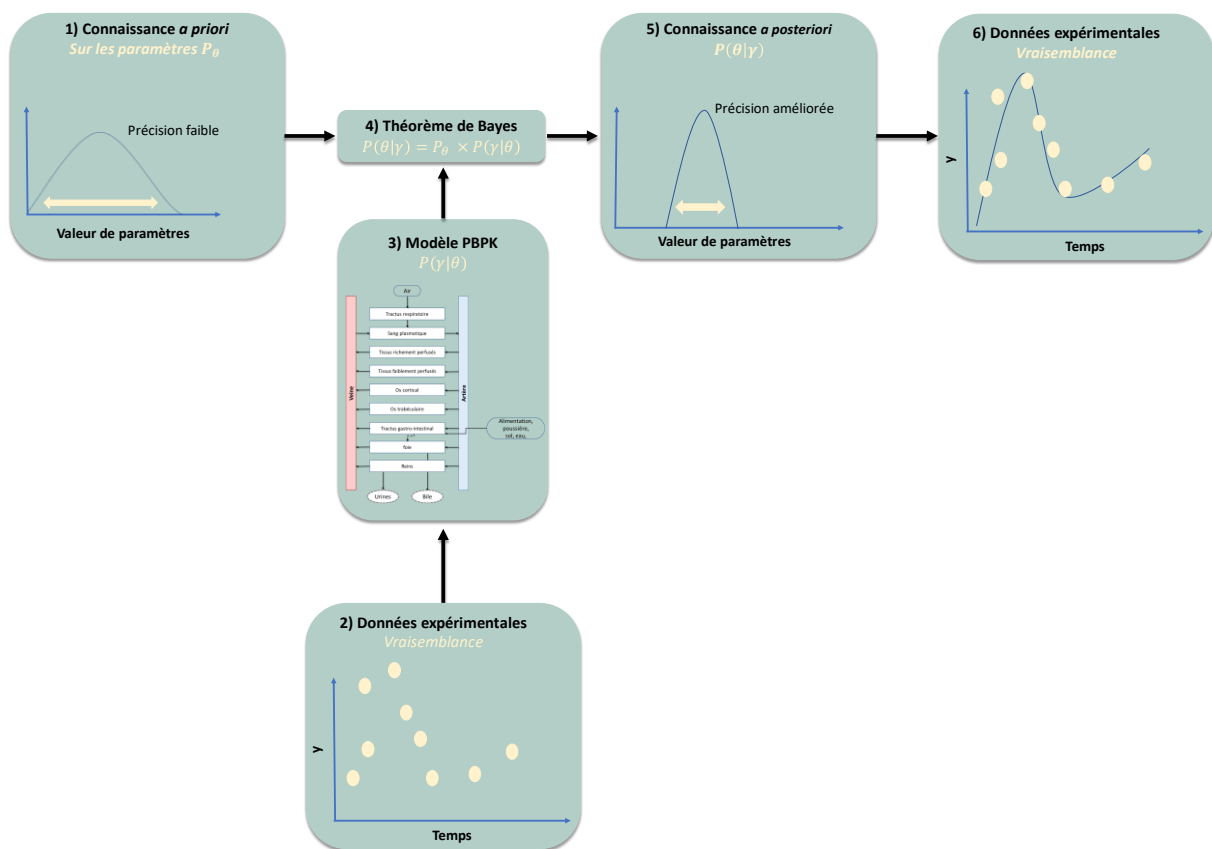 1) Connaissance a priori
Sur les paramètres P_θ
Précision faible
Valeur de paramètres
4) Théorème de Bayes
P(θ|γ) = P_θ × P(γ|θ)
5) Connaissance a posteriori
P(θ|γ)
Précision améliorée
Valeur de paramètres
6) Données expérimentales
Vraisemblance
γ
Temps
3) Modèle PBPK
P(γ|θ)
Air
Tractus respiratoire
Sang plasmatique
Tissus richement perfusés
Tissus faiblement perfusés
Os cortical
Os trabéculaire
Tractus gastro-intestinal
foie
Reins
Urines
Bile
Veine
Artère
Alimentation,
poussière,
sol, eau,
2) Données expérimentales
Vraisemblance
γ
Temps